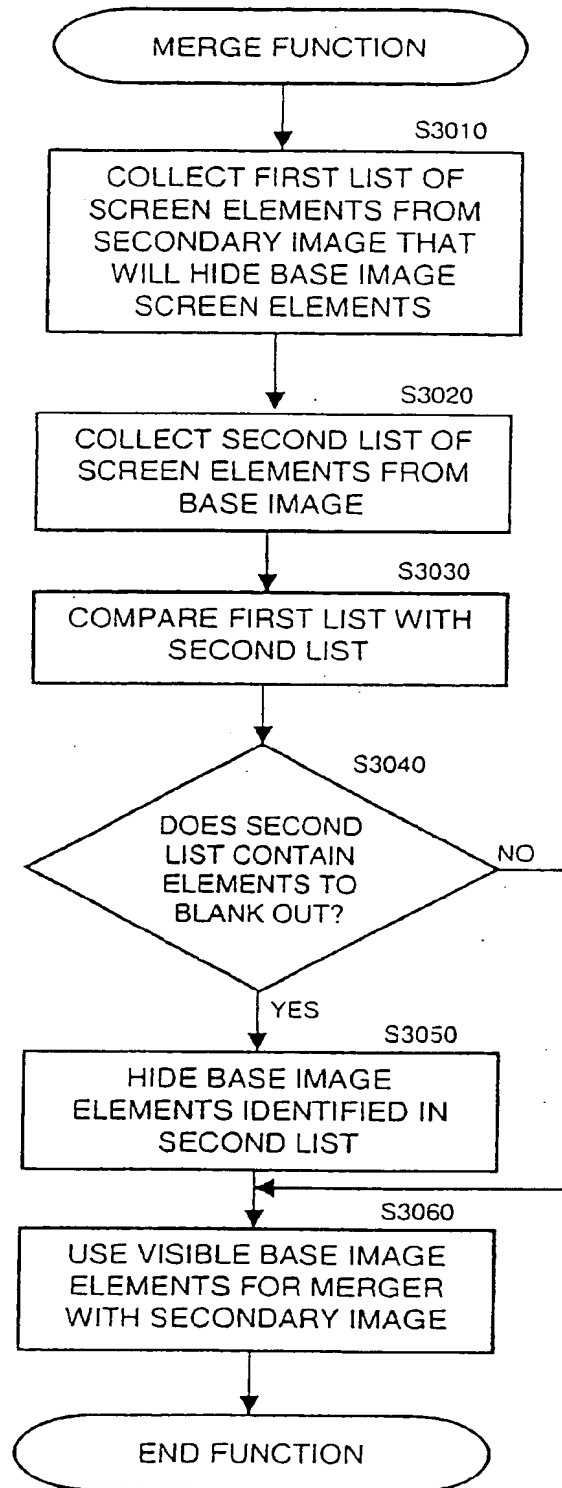 MERGE FUNCTION
S3010
COLLECT FIRST LIST OF
SCREEN ELEMENTS FROM
SECONDARY IMAGE THAT
WILL HIDE BASE IMAGE
SCREEN ELEMENTS
S3020
COLLECT SECOND LIST OF
SCREEN ELEMENTS FROM
BASE IMAGE
S3030
COMPARE FIRST LIST WITH
SECOND LIST
S3040
DOES SECOND
LIST CONTAIN
ELEMENTS TO
BLANK OUT?
NO
YES
S3050
HIDE BASE IMAGE
ELEMENTS IDENTIFIED IN
SECOND LIST
S3060
USE VISIBLE BASE IMAGE
ELEMENTS FOR MERGER
WITH SECONDARY IMAGE
END FUNCTION